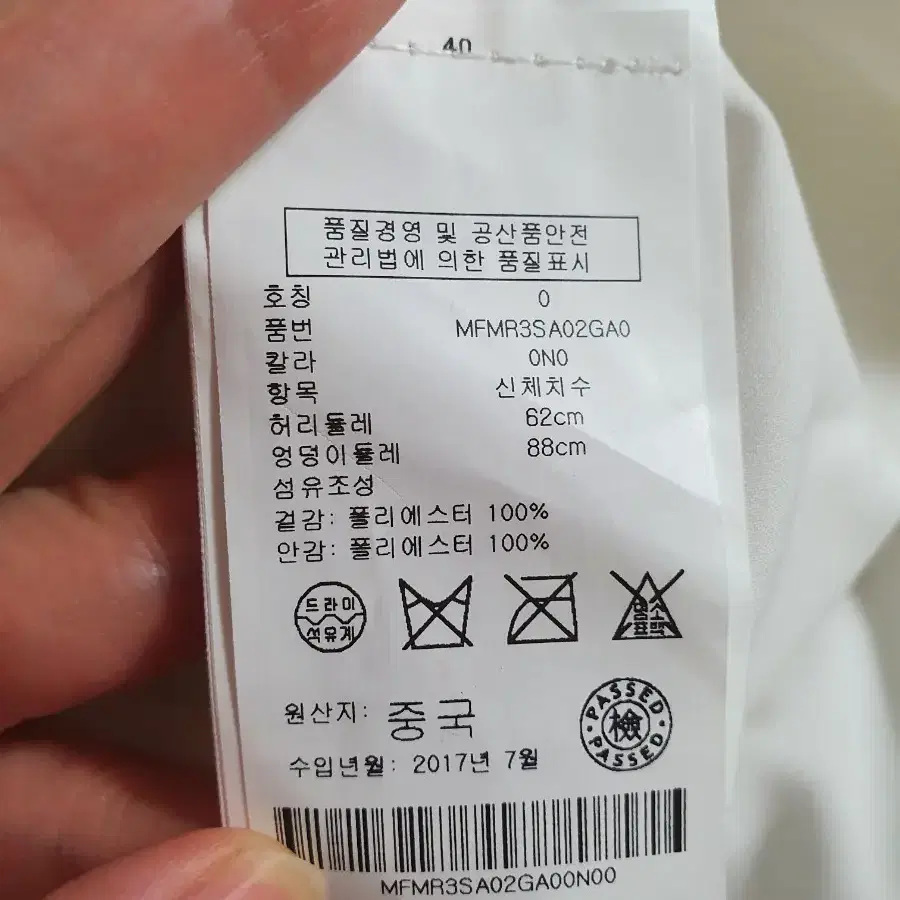 40
품질경영 및 공산품안전
관리법에 의한 품질표시
호칭 0
품번 MFMR3SA02GA0
칼라 0N0
항목 신체치수
허리둘레 62cm
엉덩이둘레 88cm
섬유조성
겉감: 폴리에스터 100%
안감: 폴리에스터 100%
드라이
석유계
염소
표백
원산지: 중국
PASSED
檢
PASSED
수입년월: 2017년 7월
MFMR3SA02GA00N00